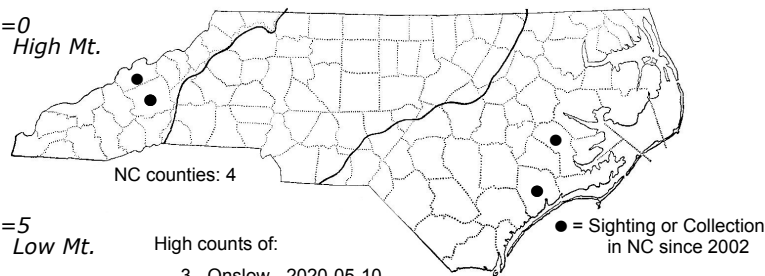 =0
High Mt.
NC counties: 4
● = Sighting or Collection
in NC since 2002
=5
Low Mt.
High counts of:
3 - Onslow - 2020-05-10